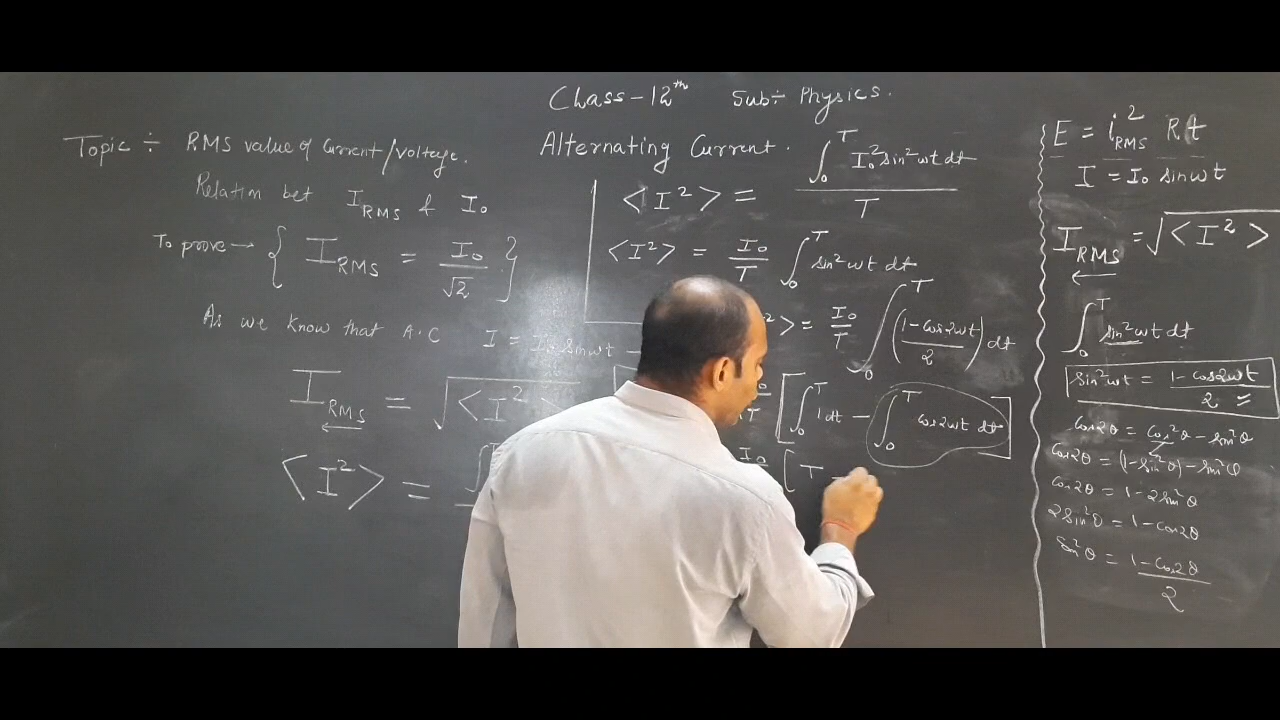 Class-12th Sub÷ Physics.
Topic ÷ RMS value of Current/voltage.
Alternating Current.
Relation bet I_RMS & I₀
To prove → { I_RMS = I₀/√2 }
As we know that A.C I = I₀ sinωt -
I_RMS = √<I²>
<I²> = ∫
<I²> = ∫₀ᵀ I₀² sin²ωt dt / T
<I²> = I₀/T ∫₀ᵀ sin²ωt dt
²> = I₀/T ∫₀ᵀ (1-cos2ωt / 2) dt
[∫₀ᵀ 1dt - ∫₀ᵀ cos2ωt dt]
I₀ [T -
E = i²_RMS R.t
I = I₀ sinωt
I_RMS = √<I²>
∫₀ᵀ sin²ωt dt
sin²ωt = 1-cos2ωt / 2
cos2θ = cos²θ - sin²θ
cos2θ = (1-sin²θ) - sin²θ
cos2θ = 1-2sin²θ
2sin²θ = 1-cos2θ
sin²θ = 1-cos2θ / 2